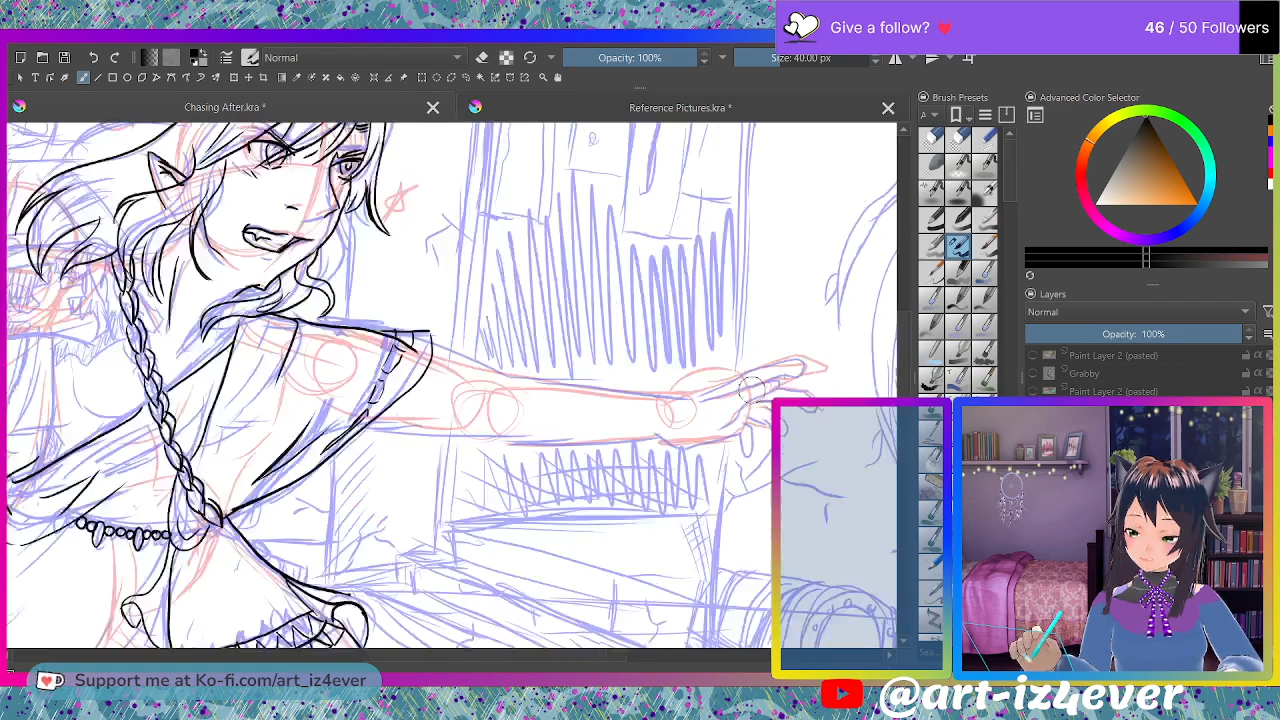 Give a follow?
46 / 50 Followers
Normal
Opacity: 100%
Size: 40.00 px
Chasing After.kra *
Reference Pictures.kra *
Brush Presets
Advanced Color Selector
A
Layers
Normal
Opacity: 100%
Paint Layer 2 (pasted)
Grabby
Paint Layer 2 (pasted)
Sea...
Support me at Ko-fi.com/art_iz4ever
@art-iz4ever